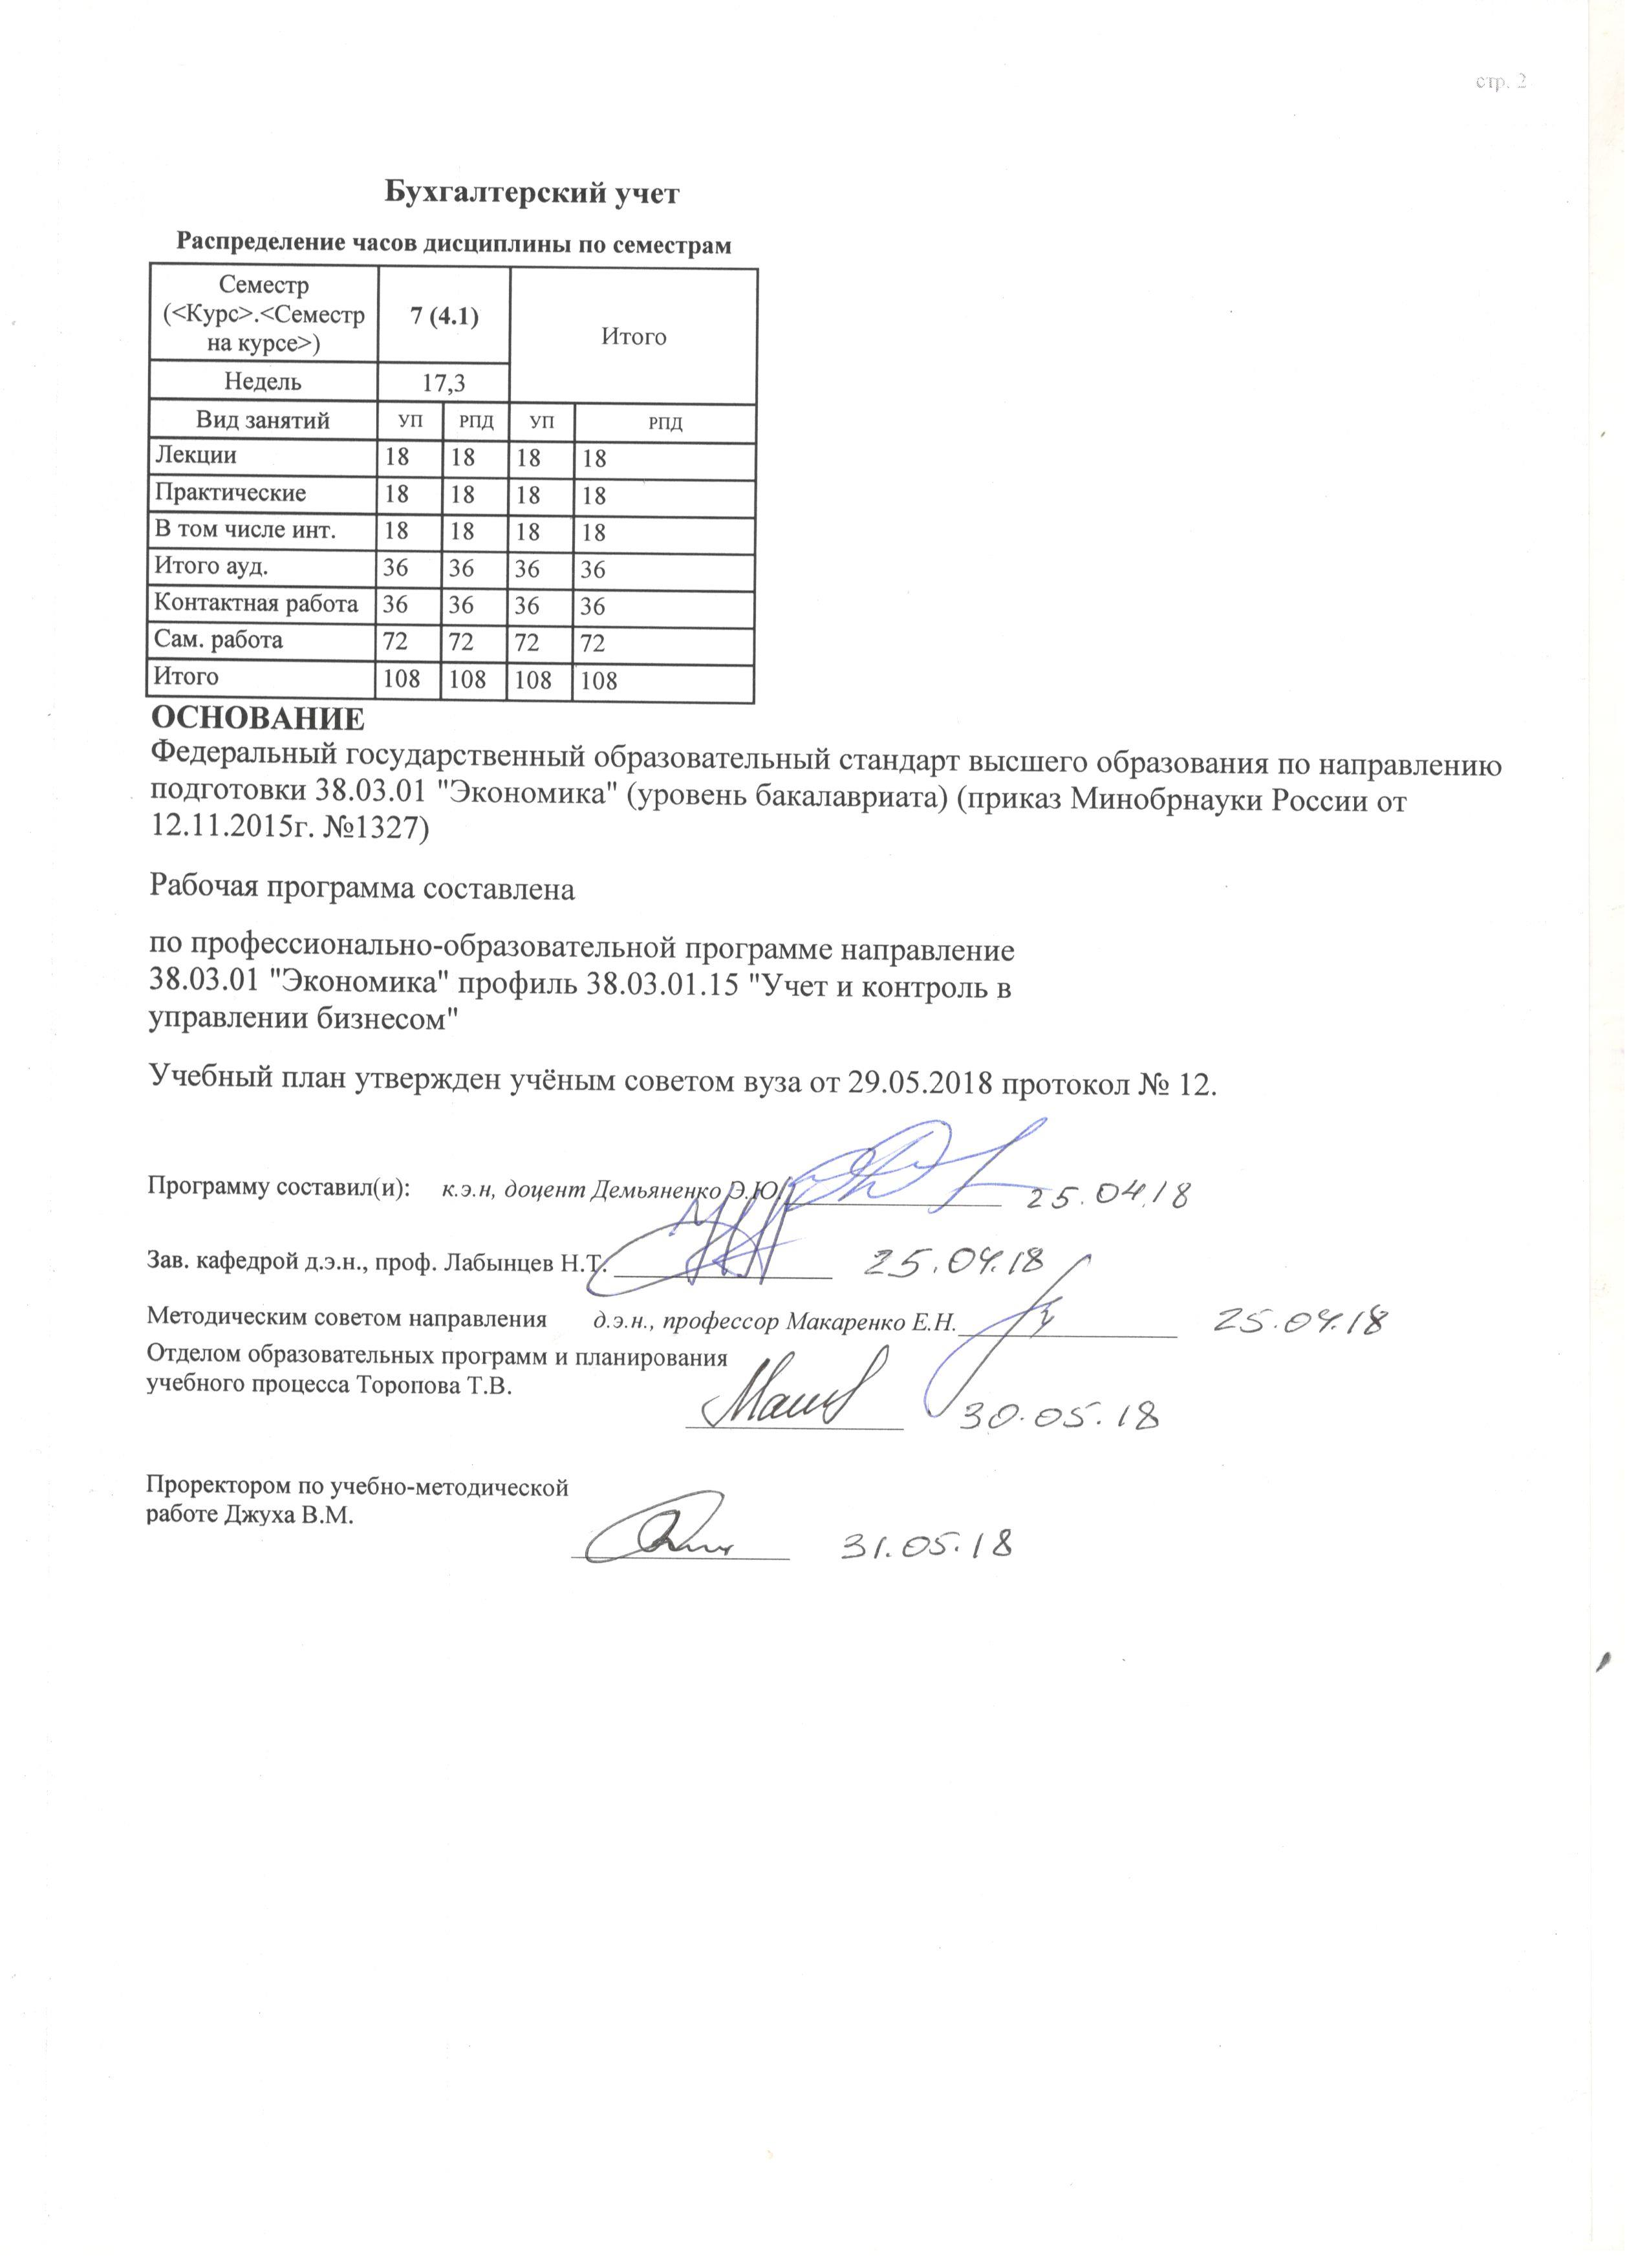 стр. 2
Бухгалтерский учет
Распределение часов дисциплины по семестрам
Семестр
(<Курс>.<Семестр
на курсе>)
7 (4.1)
Итого
Недель 17,3
Вид занятий УП РПД УП РПД
Лекции 18 18 18 18
Практические 18 18 18 18
В том числе инт. 18 18 18 18
Итого ауд. 36 36 36 36
Контактная работа 36 36 36 36
Сам. работа 72 72 72 72
Итого 108 108 108 108
ОСНОВАНИЕ
Федеральный государственный образовательный стандарт высшего образования по направлению
подготовки 38.03.01 "Экономика" (уровень бакалавриата) (приказ Минобрнауки России от
12.11.2015г. №1327)
Рабочая программа составлена
по профессионально-образовательной программе направление
38.03.01 "Экономика" профиль 38.03.01.15 "Учет и контроль в
управлении бизнесом"
Учебный план утвержден учёным советом вуза от 29.05.2018 протокол № 12.
Программу составил(и): к.э.н, доцент Демьяненко Э.Ю. 25.04.18
Зав. кафедрой д.э.н., проф. Лабынцев Н.Т. 25.04.18
Методическим советом направления д.э.н., профессор Макаренко Е.Н. 25.04.18
Отделом образовательных программ и планирования
учебного процесса Торопова Т.В.
30.05.18
Проректором по учебно-методической
работе Джуха В.М.
31.05.18